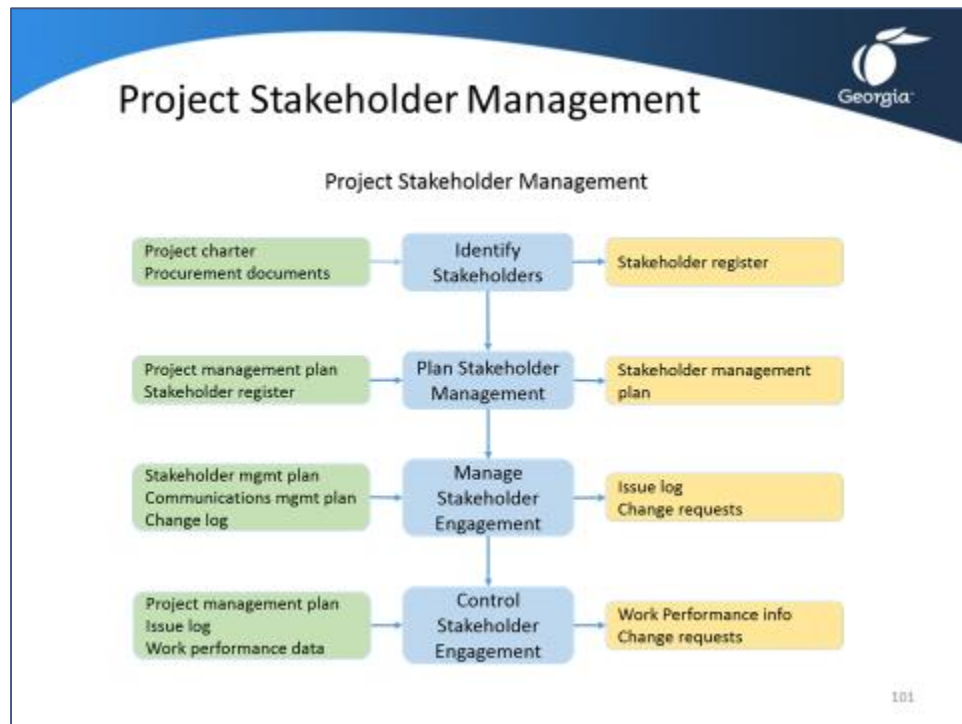 Project Stakeholder Management
Georgia
Project Stakeholder Management
Project charter
Procurement documents
Identify
Stakeholders
Stakeholder register
Project management plan
Stakeholder register
Plan Stakeholder
Management
Stakeholder management
plan
Stakeholder mgmt plan
Communications mgmt plan
Change log
Manage
Stakeholder
Engagement
Issue log
Change requests
Project management plan
Issue log
Work performance data
Control
Stakeholder
Engagement
Work Performance info
Change requests
101